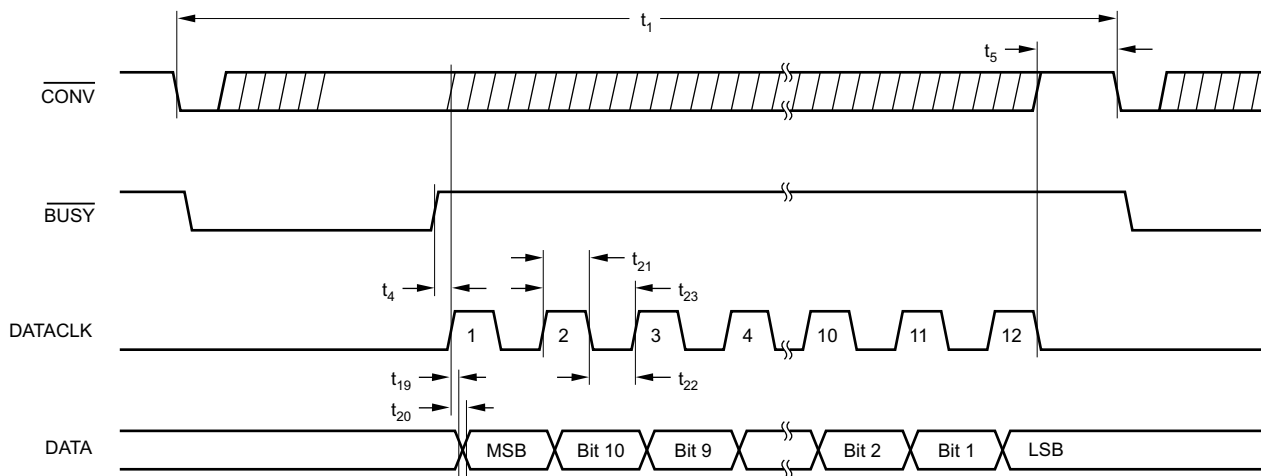 t1
t5
CONV
BUSY
t21
t4
t23
DATACLK
1
2
3
4
10
11
12
t19
t22
t20
DATA
MSB
Bit 10
Bit 9
Bit 2
Bit 1
LSB